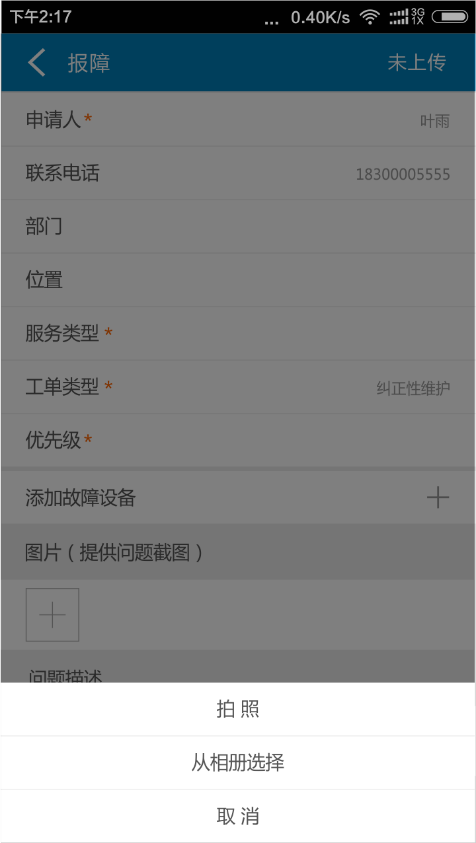 下午2:17 ... 0.40K/s 3G 1X
报障 未上传
申请人* 叶雨
联系电话 18300005555
部门
位置
服务类型*
工单类型* 纠正性维护
优先级*
添加故障设备
图片（提供问题截图）
问题描述
拍 照
从相册选择
取 消